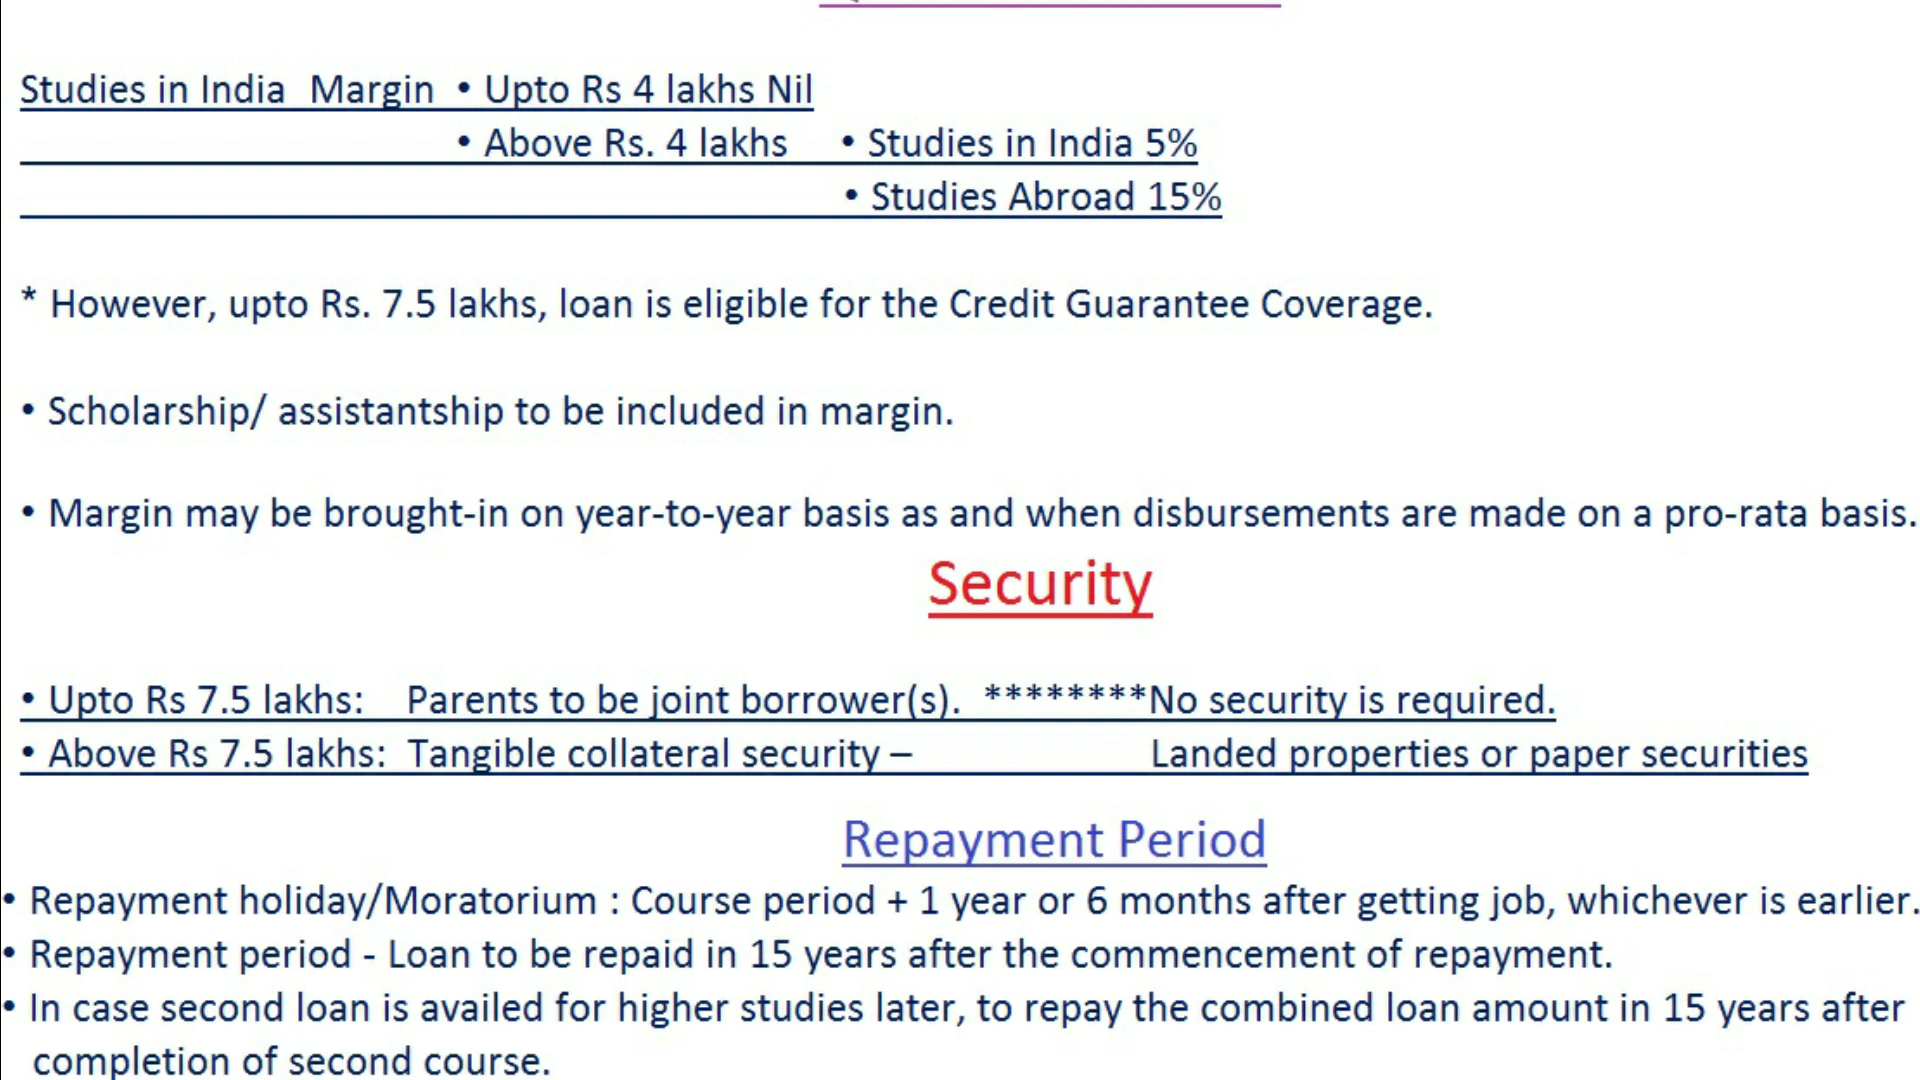 Studies in India Margin • Upto Rs 4 lakhs Nil
• Above Rs. 4 lakhs • Studies in India 5%
• Studies Abroad 15%
* However, upto Rs. 7.5 lakhs, loan is eligible for the Credit Guarantee Coverage.
• Scholarship/ assistantship to be included in margin.
• Margin may be brought-in on year-to-year basis as and when disbursements are made on a pro-rata basis.
Security
• Upto Rs 7.5 lakhs: Parents to be joint borrower(s). ********No security is required.
• Above Rs 7.5 lakhs: Tangible collateral security – Landed properties or paper securities
Repayment Period
• Repayment holiday/Moratorium : Course period + 1 year or 6 months after getting job, whichever is earlier.
• Repayment period - Loan to be repaid in 15 years after the commencement of repayment.
• In case second loan is availed for higher studies later, to repay the combined loan amount in 15 years after
completion of second course.